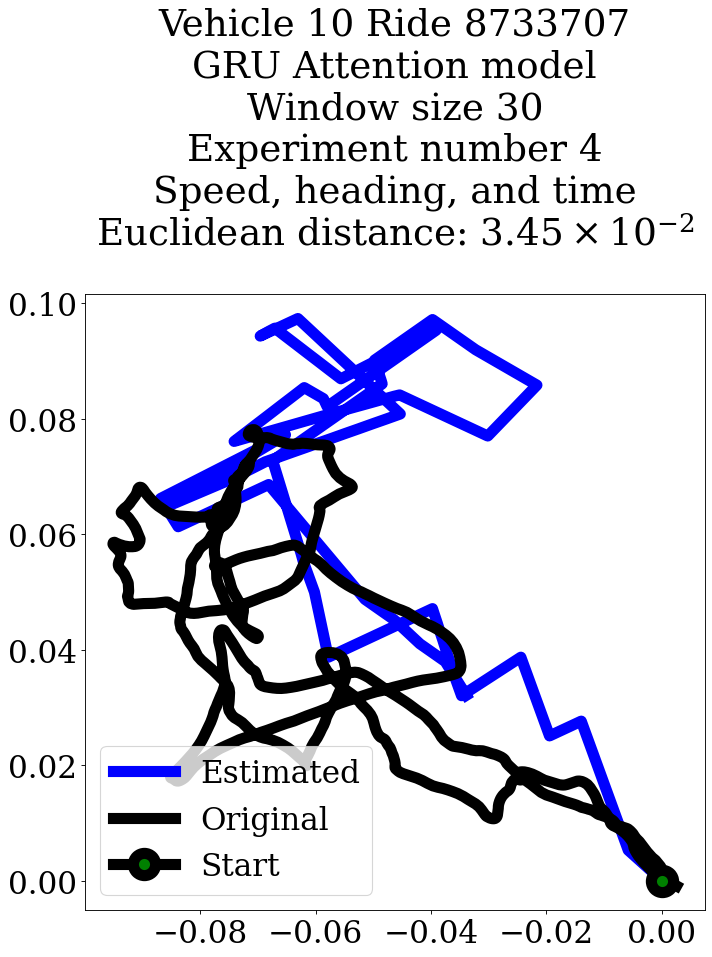 Vehicle 10 Ride 8733707
GRU Attention model
Window size 30
Experiment number 4
Speed, heading, and time
Euclidean distance: 3.45 × 10⁻²
0.10
0.08
0.06
0.04
0.02
0.00
Estimated
Original
Start
−0.08 −0.06 −0.04 −0.02 0.00